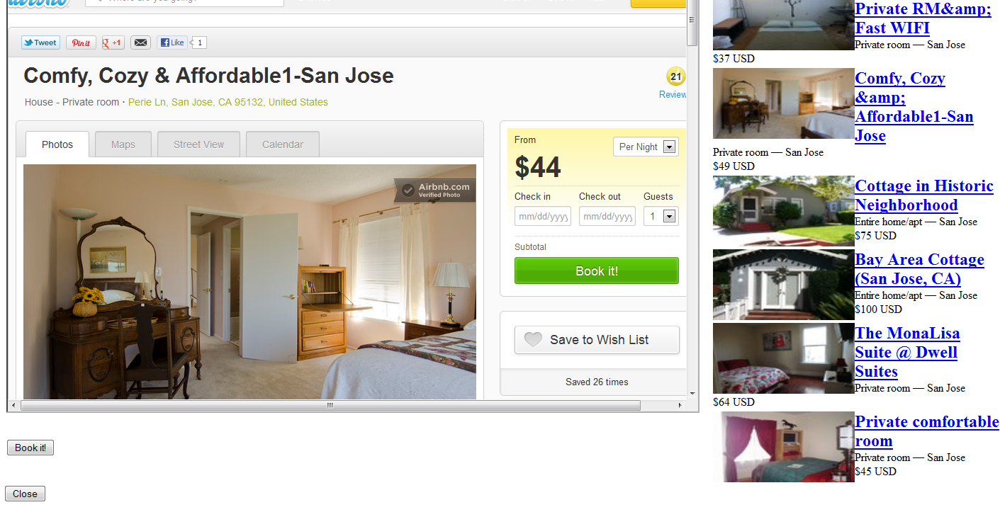 Tweet
Pin it
+1
Like
1
Comfy, Cozy & Affordable1-San Jose
21
Review
House - Private room · Perie Ln, San Jose, CA 95132, United States
Photos
Maps
Street View
Calendar
Airbnb.com
Verified Photo
From
Per Night
$44
Check in
Check out
Guests
mm/dd/yyyy
mm/dd/yyyy
1
Subtotal
Book it!
Save to Wish List
Saved 26 times
Book it!
Close
Private RM&amp;
Fast WIFI
Private room — San Jose
$37 USD
Comfy, Cozy
&amp;
Affordable1-San
Jose
Private room — San Jose
$49 USD
Cottage in Historic
Neighborhood
Entire home/apt — San Jose
$75 USD
Bay Area Cottage
(San Jose, CA)
Entire home/apt — San Jose
$100 USD
The MonaLisa
Suite @ Dwell
Suites
Private room — San Jose
$64 USD
Private comfortable
room
Private room — San Jose
$45 USD